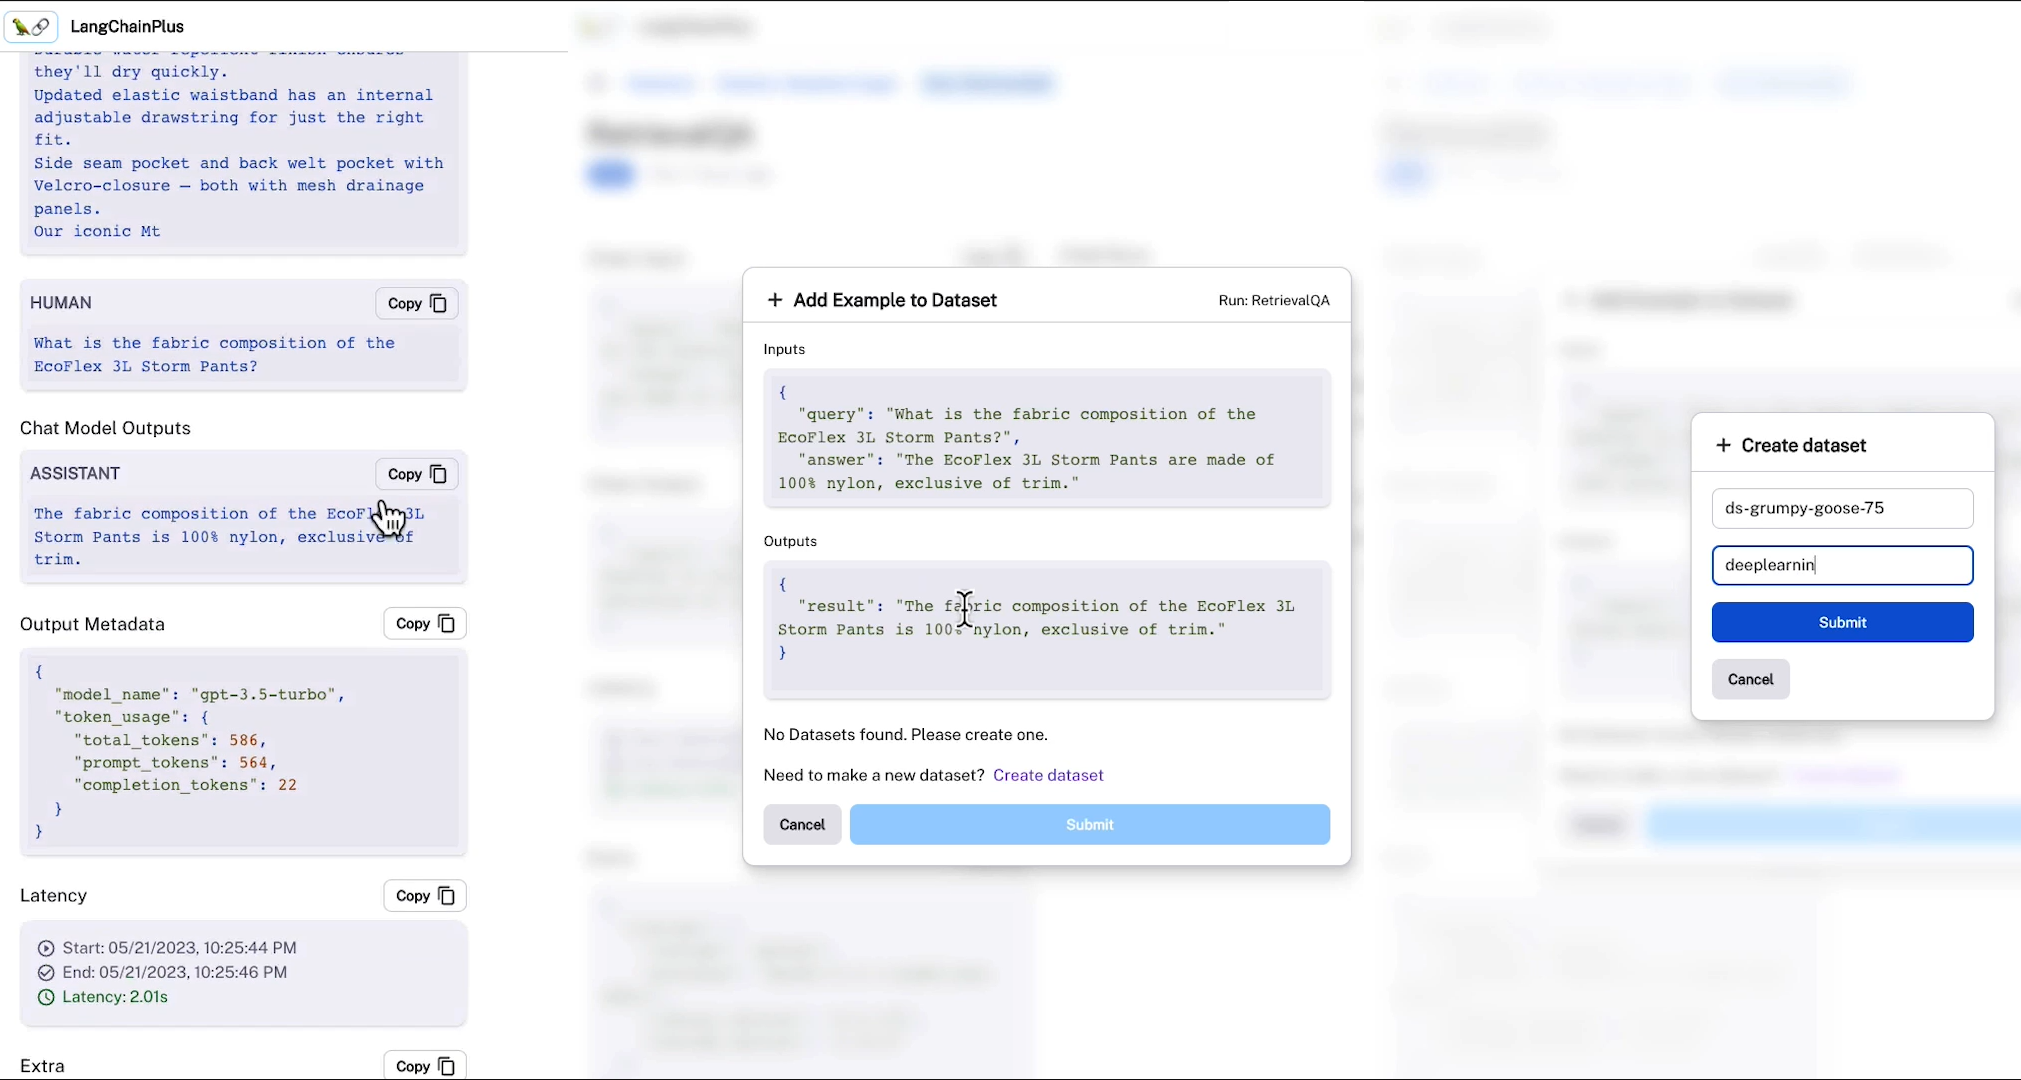 LangChainPlus
they'll dry quickly.
Updated elastic waistband has an internal
adjustable drawstring for just the right
fit.
Side seam pocket and back welt pocket with
Velcro-closure — both with mesh drainage
panels.
Our iconic Mt
HUMAN
Copy
What is the fabric composition of the
EcoFlex 3L Storm Pants?
Chat Model Outputs
ASSISTANT
Copy
The fabric composition of the EcoF 3L
Storm Pants is 100% nylon, exclusive of
trim.
Output Metadata
Copy
{
"model_name": "gpt-3.5-turbo",
"token_usage": {
"total_tokens": 586,
"prompt_tokens": 564,
"completion_tokens": 22
}
}
Latency
Copy
Start: 05/21/2023, 10:25:44 PM
End: 05/21/2023, 10:25:46 PM
Latency: 2.01s
Extra
Copy
+ Add Example to Dataset
Run: RetrievalQA
Inputs
{
"query": "What is the fabric composition of the
EcoFlex 3L Storm Pants?",
"answer": "The EcoFlex 3L Storm Pants are made of
100% nylon, exclusive of trim."
Outputs
{
"result": "The fabric composition of the EcoFlex 3L
Storm Pants is 100% nylon, exclusive of trim."
}
No Datasets found. Please create one.
Need to make a new dataset? Create dataset
Cancel
Submit
+ Create dataset
ds-grumpy-goose-75
deeplearnin
Submit
Cancel